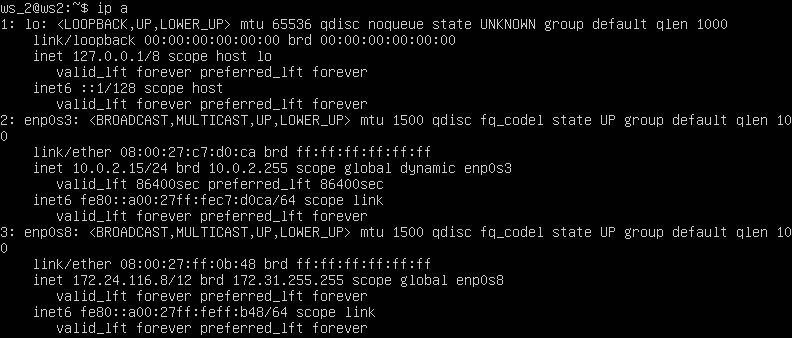 ws_2@ws2:~$ ip a
1: lo: <LOOPBACK,UP,LOWER_UP> mtu 65536 qdisc noqueue state UNKNOWN group default qlen 1000
    link/loopback 00:00:00:00:00:00 brd 00:00:00:00:00:00
    inet 127.0.0.1/8 scope host lo
       valid_lft forever preferred_lft forever
    inet6 ::1/128 scope host
       valid_lft forever preferred_lft forever
2: enp0s3: <BROADCAST,MULTICAST,UP,LOWER_UP> mtu 1500 qdisc fq_codel state UP group default qlen 100
0
    link/ether 08:00:27:c7:d0:ca brd ff:ff:ff:ff:ff:ff
    inet 10.0.2.15/24 brd 10.0.2.255 scope global dynamic enp0s3
       valid_lft 86400sec preferred_lft 86400sec
    inet6 fe80::a00:27ff:fec7:d0ca/64 scope link
       valid_lft forever preferred_lft forever
3: enp0s8: <BROADCAST,MULTICAST,UP,LOWER_UP> mtu 1500 qdisc fq_codel state UP group default qlen 100
0
    link/ether 08:00:27:ff:0b:48 brd ff:ff:ff:ff:ff:ff
    inet 172.24.116.8/12 brd 172.31.255.255 scope global enp0s8
       valid_lft forever preferred_lft forever
    inet6 fe80::a00:27ff:feff:b48/64 scope link
       valid_lft forever preferred_lft forever